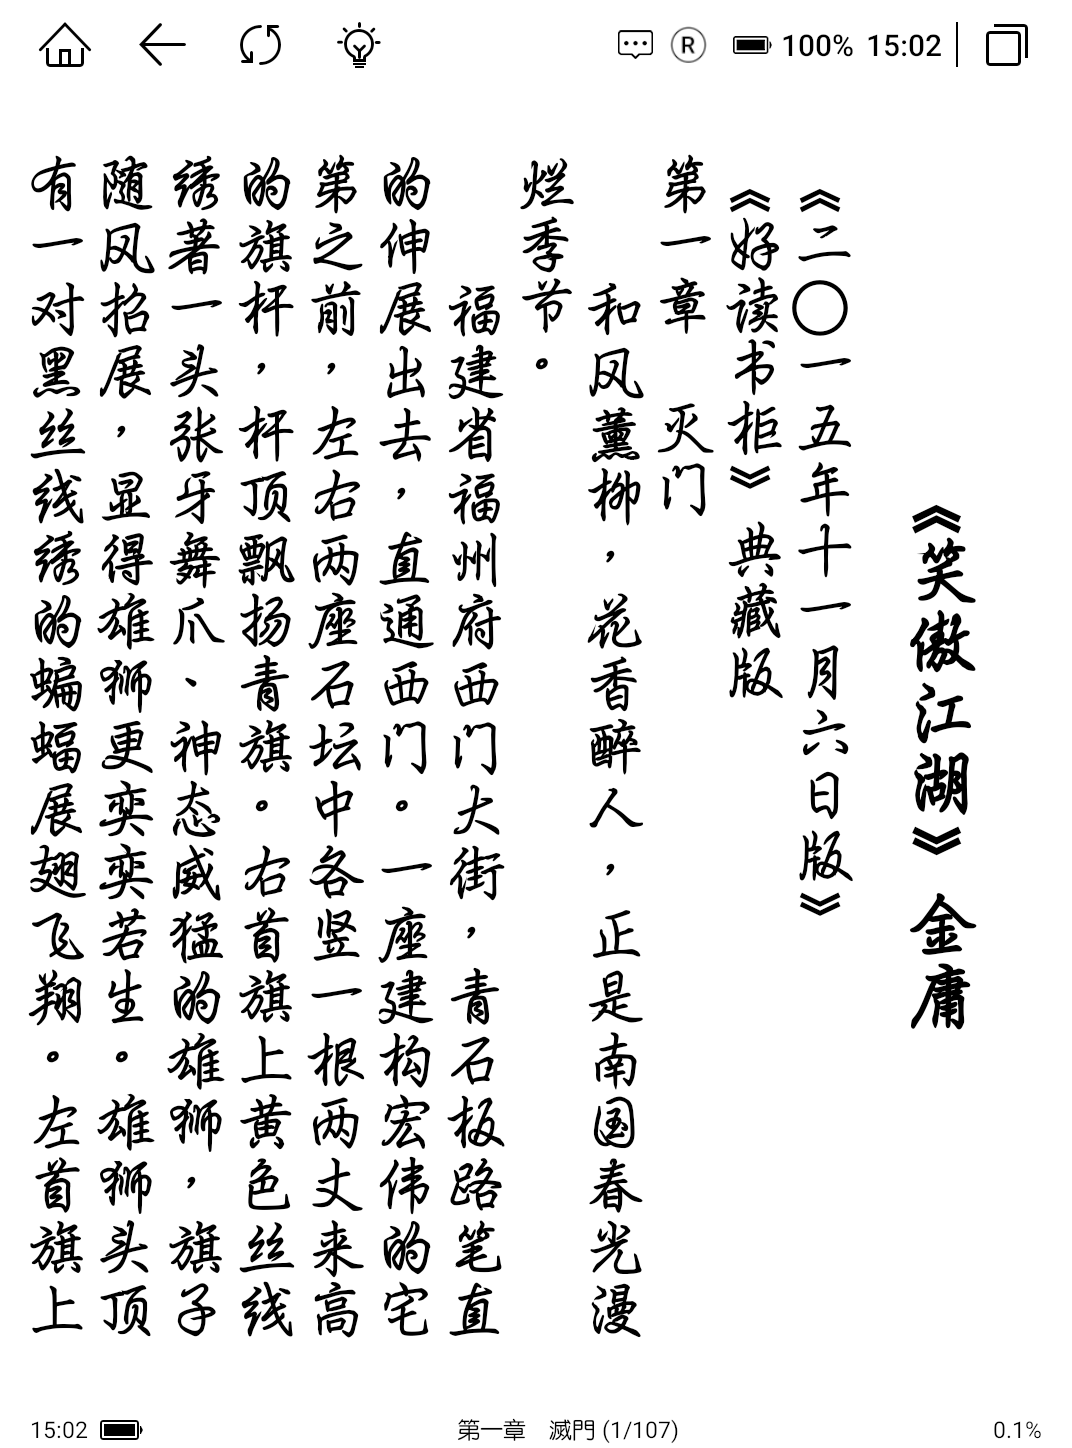 R 100% 15:02
《笑傲江湖》 金庸
《二〇一五年十一月六日版》
《好读书柜》 典藏版
第一章 灭门
和风薰柳，花香醉人，正是南国春光漫
烂季节。
福建省福州府西门大街，青石板路笔直
的伸展出去，直通西门。一座建构宏伟的宅
第之前，左右两座石坛中各竖一根两丈来高
的旗杆，杆顶飘扬青旗。右首旗上黄色丝线
绣著一头张牙舞爪、神态威猛的雄狮，旗子
随风招展，显得雄狮更奕奕若生。雄狮头顶
有一对黑丝线绣的蝙蝠展翅飞翔。左首旗上
15:02 第一章 滅門 (1/107) 0.1%